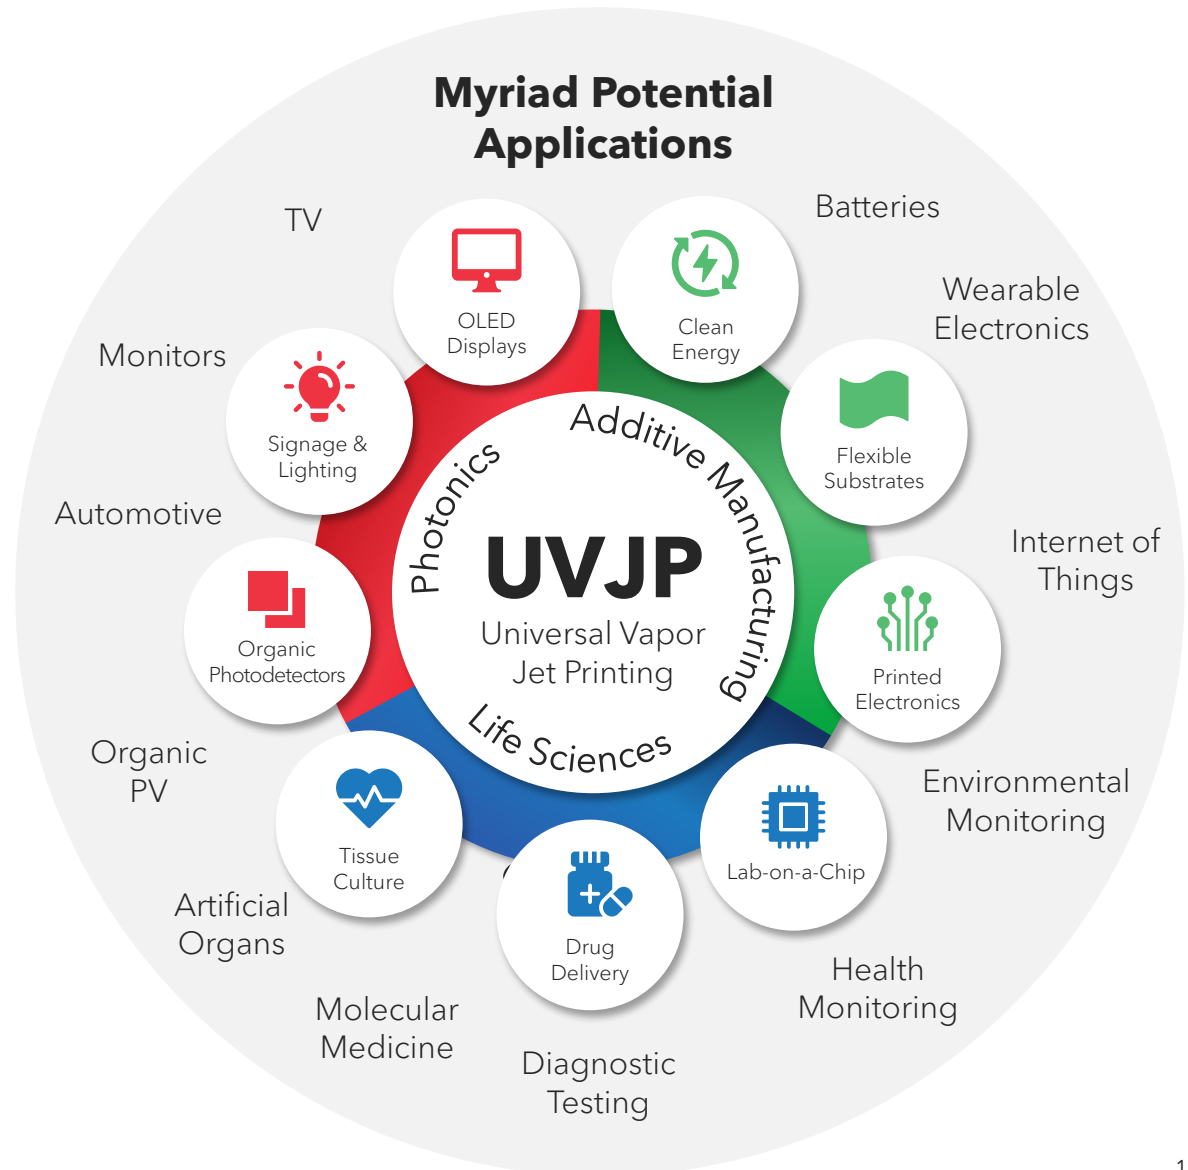 Myriad Potential
Applications
TV
Batteries
Wearable
Electronics
Monitors
Automotive
Internet of
Things
Organic
PV
Environmental
Monitoring
Artificial
Organs
Health
Monitoring
Molecular
Medicine
Diagnostic
Testing
OLED
Displays
Clean
Energy
Signage &
Lighting
Flexible
Substrates
Organic
Photodetectors
Printed
Electronics
Tissue
Culture
Drug
Delivery
Lab-on-a-Chip
Photonics
Additive Manufacturing
Life Sciences
UVJP
Universal Vapor
Jet Printing
1